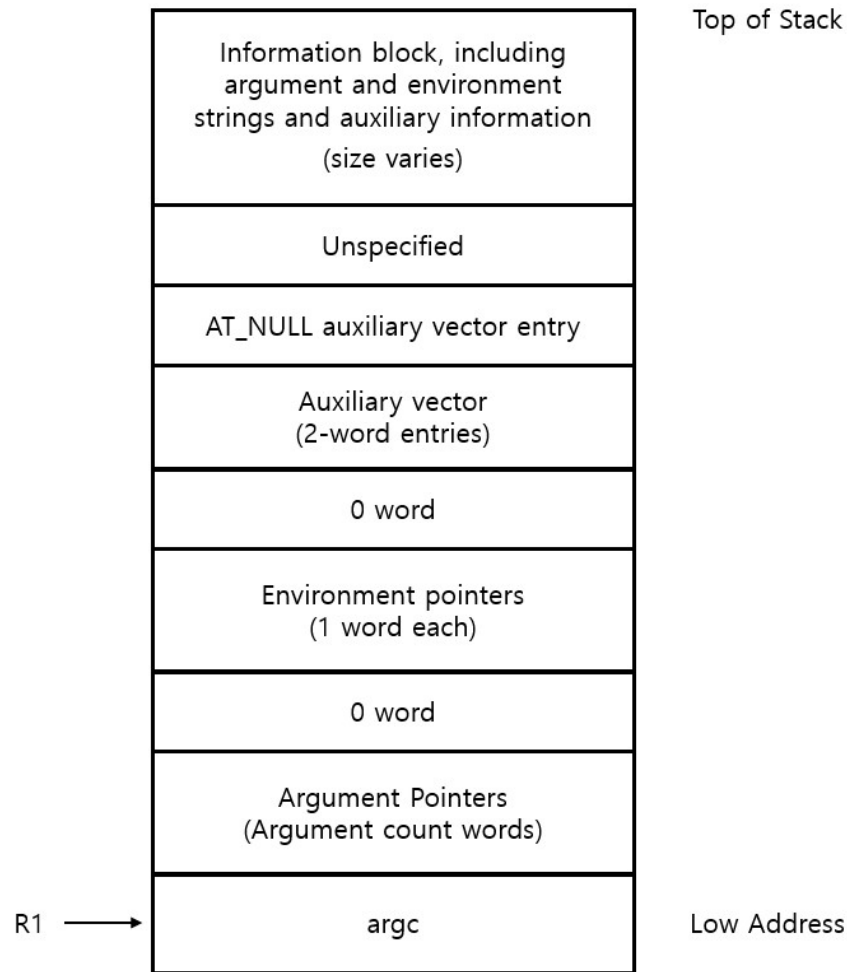 Top of Stack
Information block, including
argument and environment
strings and auxiliary information
(size varies)
Unspecified
AT_NULL auxiliary vector entry
Auxiliary vector
(2-word entries)
0 word
Environment pointers
(1 word each)
0 word
Argument Pointers
(Argument count words)
R1
argc
Low Address